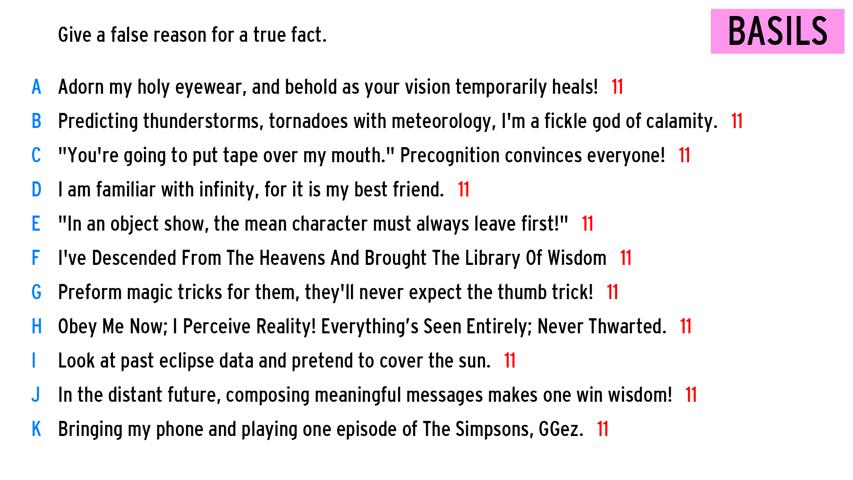 Give a false reason for a true fact.
BASILS
A Adorn my holy eyewear, and behold as your vision temporarily heals! 11
B Predicting thunderstorms, tornadoes with meteorology, I'm a fickle god of calamity. 11
C "You're going to put tape over my mouth." Precognition convinces everyone! 11
D I am familiar with infinity, for it is my best friend. 11
E "In an object show, the mean character must always leave first!" 11
F I've Descended From The Heavens And Brought The Library Of Wisdom 11
G Preform magic tricks for them, they'll never expect the thumb trick! 11
H Obey Me Now; I Perceive Reality! Everything's Seen Entirely; Never Thwarted. 11
I Look at past eclipse data and pretend to cover the sun. 11
J In the distant future, composing meaningful messages makes one win wisdom! 11
K Bringing my phone and playing one episode of The Simpsons, GGez. 11